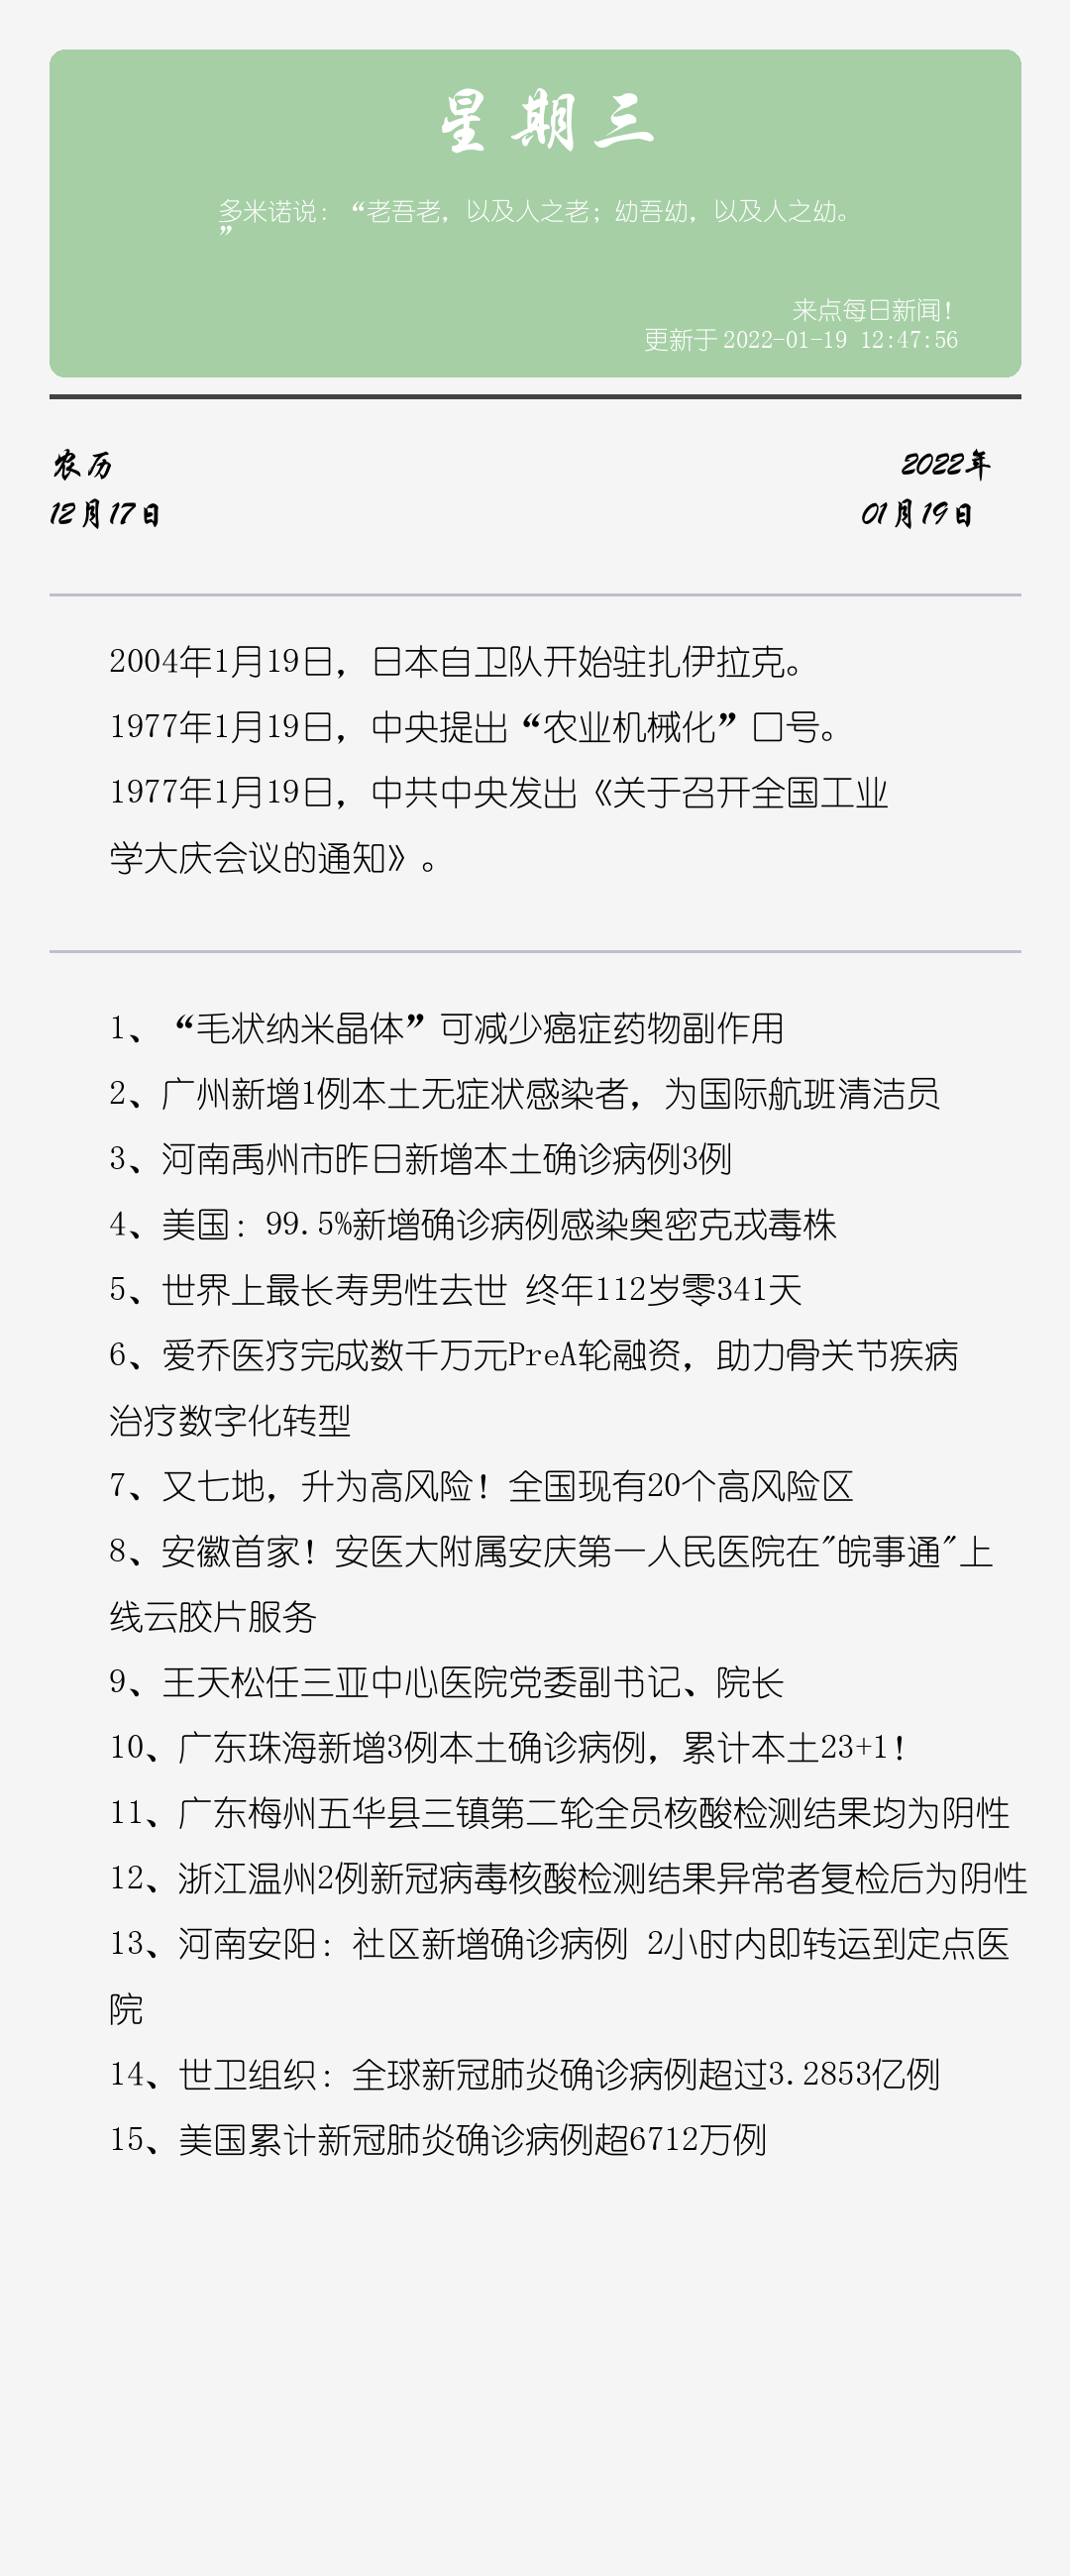 星期三
多米诺说：“老吾老，以及人之老；幼吾幼，以及人之幼。
”
来点每日新闻！
更新于 2022-01-19 12:47:56
农历
2022年
12月17日
01月19日
2004年1月19日，日本自卫队开始驻扎伊拉克。
1977年1月19日，中央提出“农业机械化”口号。
1977年1月19日，中共中央发出《关于召开全国工业
学大庆会议的通知》。
1、“毛状纳米晶体”可减少癌症药物副作用
2、广州新增1例本土无症状感染者，为国际航班清洁员
3、河南禹州市昨日新增本土确诊病例3例
4、美国：99.5%新增确诊病例感染奥密克戎毒株
5、世界上最长寿男性去世 终年112岁零341天
6、爱乔医疗完成数千万元PreA轮融资，助力骨关节疾病
治疗数字化转型
7、又七地，升为高风险！全国现有20个高风险区
8、安徽首家！安医大附属安庆第一人民医院在"皖事通"上
线云胶片服务
9、王天松任三亚中心医院党委副书记、院长
10、广东珠海新增3例本土确诊病例，累计本土23+1！
11、广东梅州五华县三镇第二轮全员核酸检测结果均为阴性
12、浙江温州2例新冠病毒核酸检测结果异常者复检后为阴性
13、河南安阳：社区新增确诊病例 2小时内即转运到定点医
院
14、世卫组织：全球新冠肺炎确诊病例超过3.2853亿例
15、美国累计新冠肺炎确诊病例超6712万例